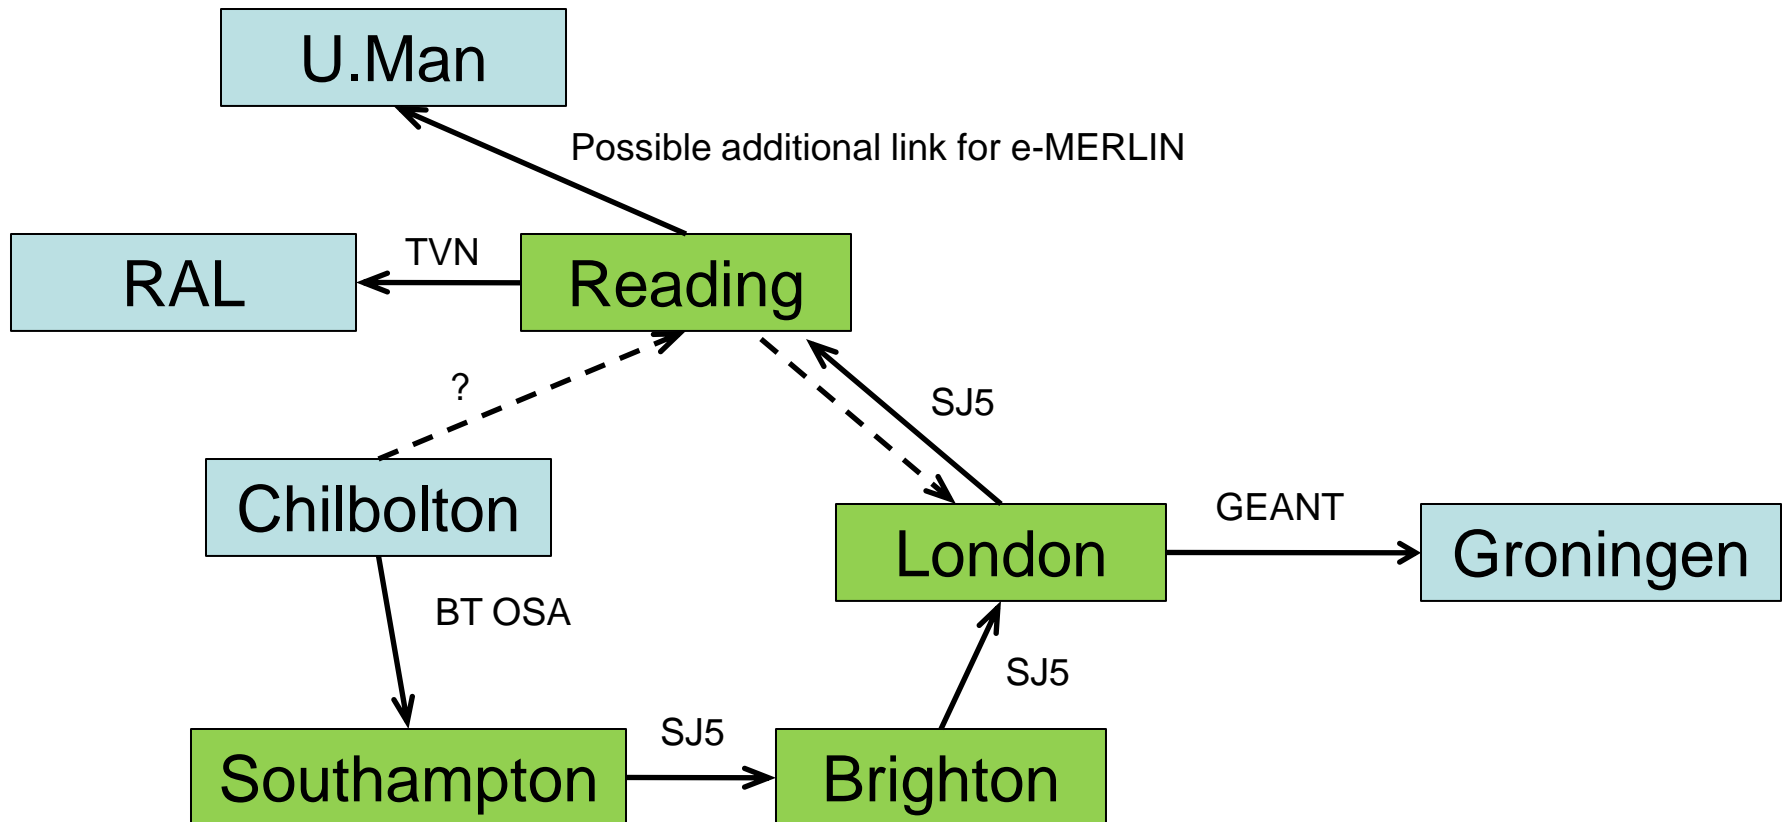 U.Man
Possible additional link for e-MERLIN
RAL
TVN
Reading
?
SJ5
Chilbolton
London
GEANT
Groningen
BT OSA
SJ5
Southampton
SJ5
Brighton